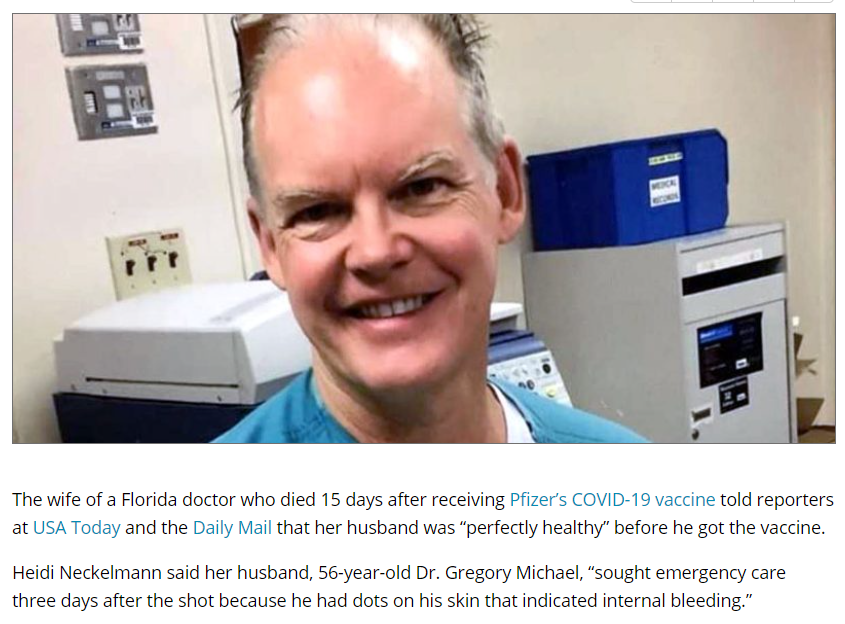 MEDICAL
RECORDS
The wife of a Florida doctor who died 15 days after receiving Pfizer’s COVID-19 vaccine told reporters
at USA Today and the Daily Mail that her husband was “perfectly healthy” before he got the vaccine.
Heidi Neckelmann said her husband, 56-year-old Dr. Gregory Michael, “sought emergency care
three days after the shot because he had dots on his skin that indicated internal bleeding.”